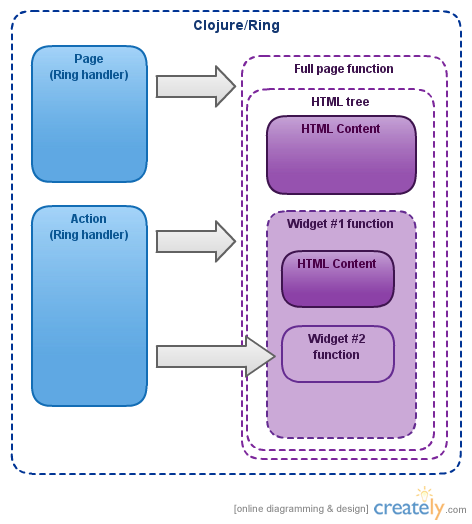 Clojure/Ring
Page
(Ring handler)
Full page function
HTML tree
HTML Content
Action
(Ring handler)
Widget #1 function
HTML Content
Widget #2
function
[online diagramming & design] creately.com